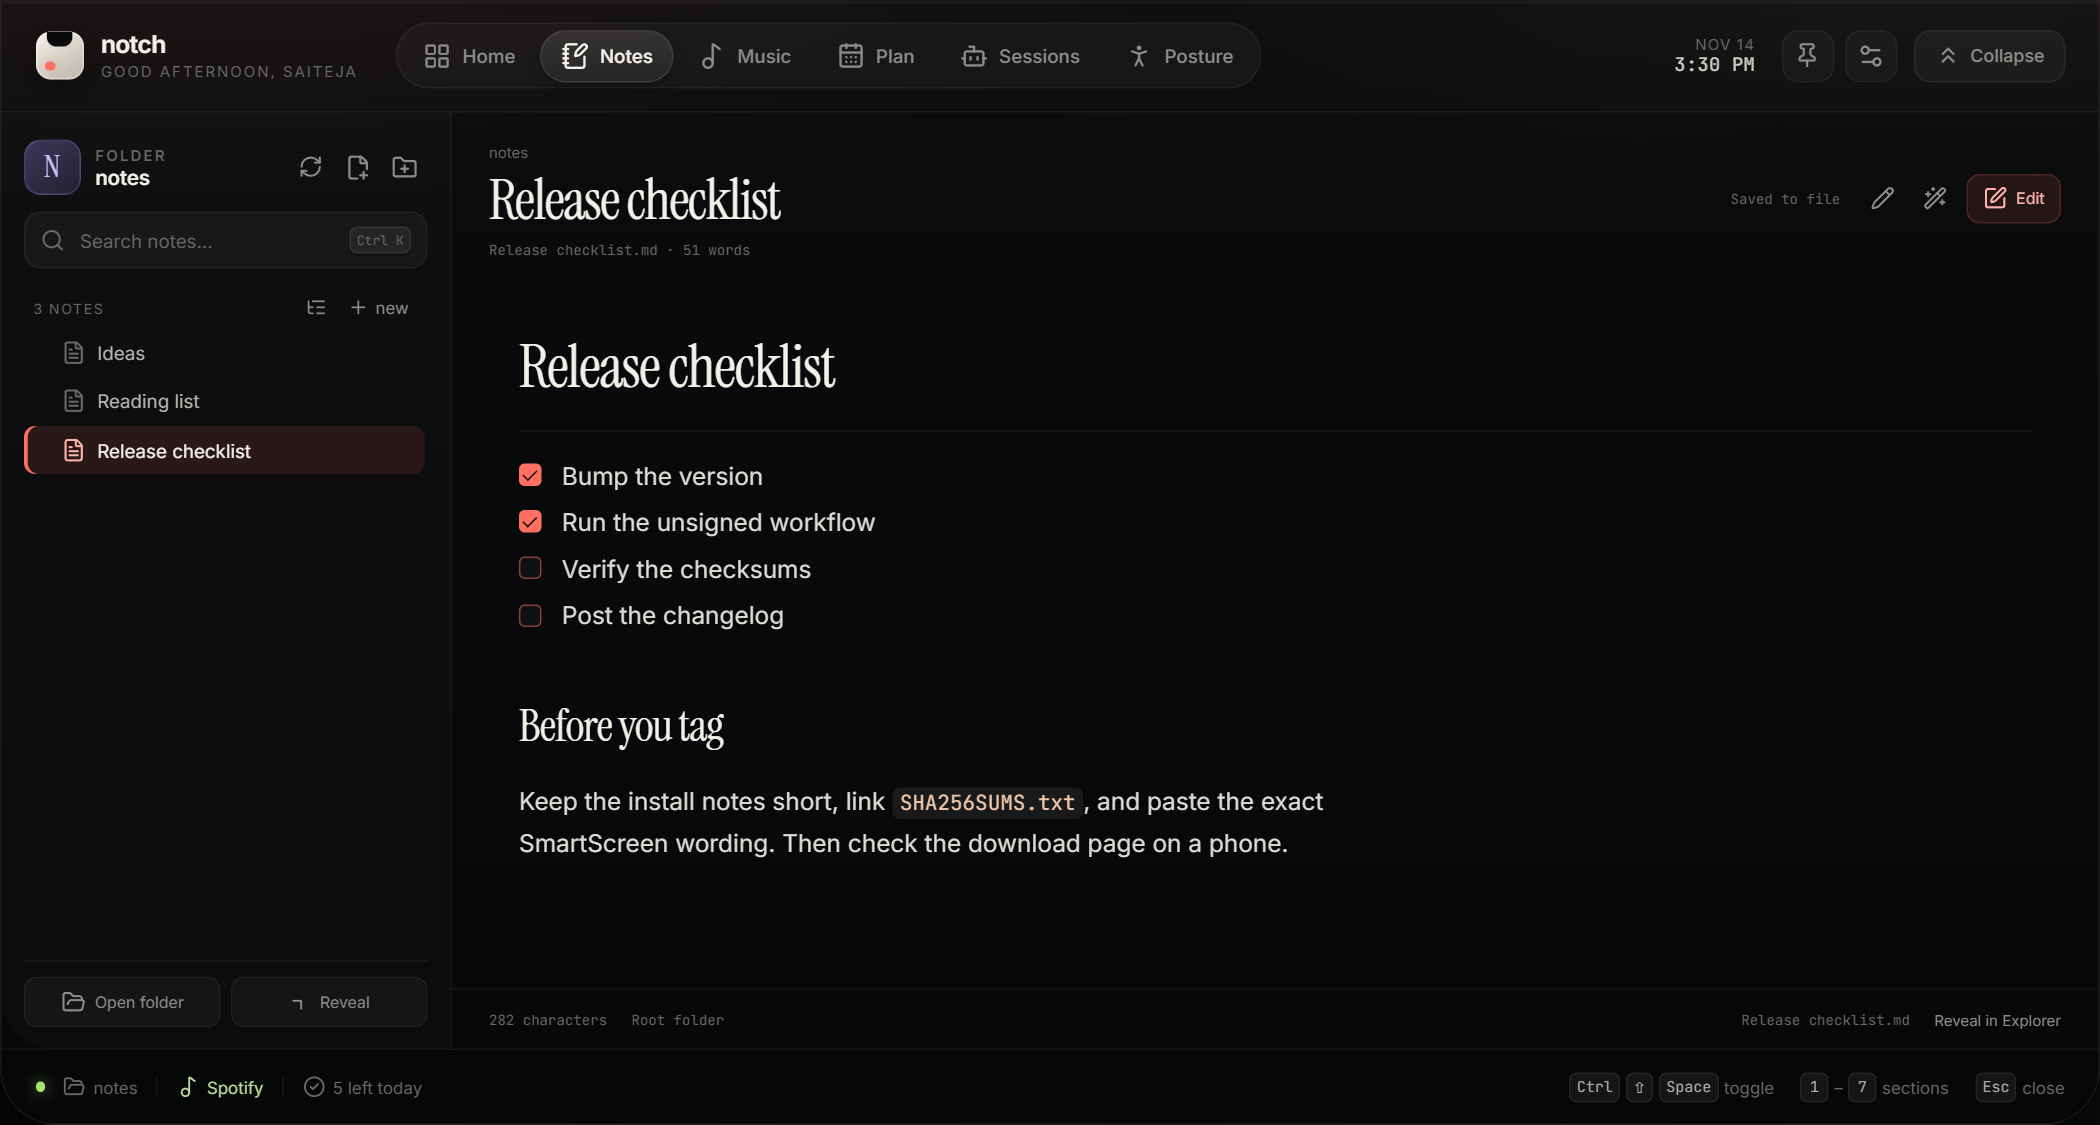 notch
GOOD AFTERNOON, SAITEJA
Home
Notes
Music
Plan
Sessions
Posture
NOV 14
3:30 PM
Collapse
N
FOLDER
notes
Search notes...
Ctrl K
3 NOTES
new
Ideas
Reading list
Release checklist
Open folder
Reveal
notes
Release checklist
Release checklist.md · 51 words
Saved to file
Edit
Release checklist
Bump the version
Run the unsigned workflow
Verify the checksums
Post the changelog
Before you tag
Keep the install notes short, link SHA256SUMS.txt, and paste the exact
SmartScreen wording. Then check the download page on a phone.
282 characters
Root folder
Release checklist.md
Reveal in Explorer
notes
Spotify
5 left today
Ctrl ⇧ Space toggle
1 – 7 sections
Esc close